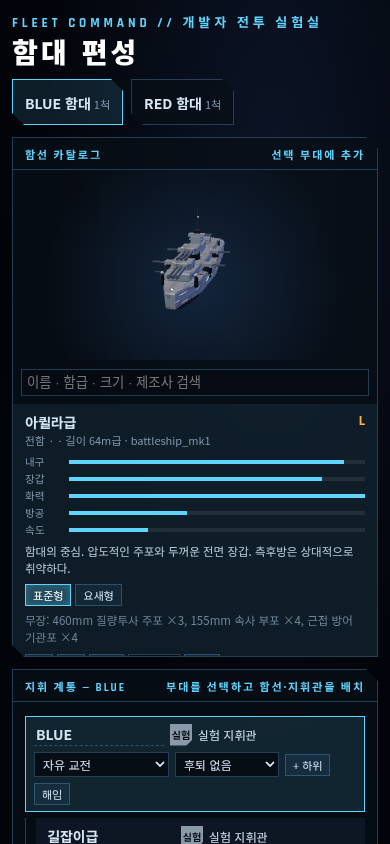 FLEET COMMAND // 개발자 전투 실험실
함대 편성
BLUE 함대 1척
RED 함대 1척
함선 카탈로그
선택 부대에 추가
이름 · 함급 · 크기 · 제조사 검색
아퀼라급
L
전함 · · 길이 64m급 · battleship_mk1
내구
장갑
화력
방공
속도
함대의 중심. 압도적인 주포와 두꺼운 전면 장갑. 측후방은 상대적으로
취약하다.
표준형
요새형
무장: 460mm 질량투사 주포 ×3, 155mm 속사 부포 ×4, 근접 방어
기관포 ×4
지휘 계통 — BLUE
부대를 선택하고 함선·지휘관을 배치
BLUE
실험
실험 지휘관
자유 교전
후퇴 없음
+ 하위
해임
길잡이급
실험
실험 지휘관